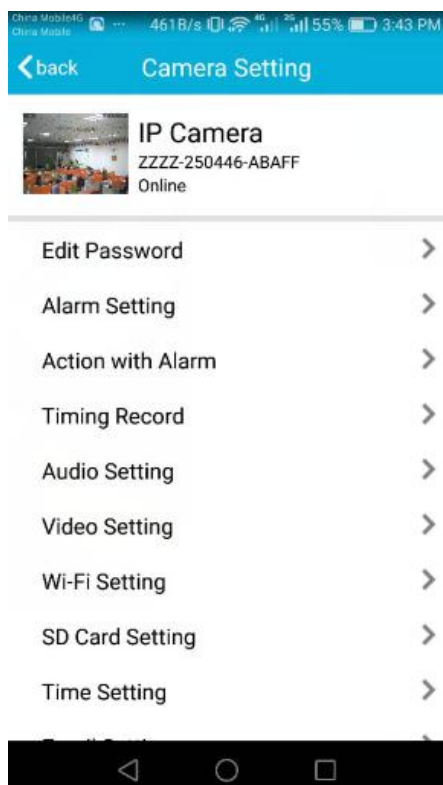 China Mobile4G ... 461B/s 4G 2G 55% 3:43 PM
China Mobile
back Camera Setting
IP Camera
ZZZZ-250446-ABAFF
Online
Edit Password
Alarm Setting
Action with Alarm
Timing Record
Audio Setting
Video Setting
Wi-Fi Setting
SD Card Setting
Time Setting